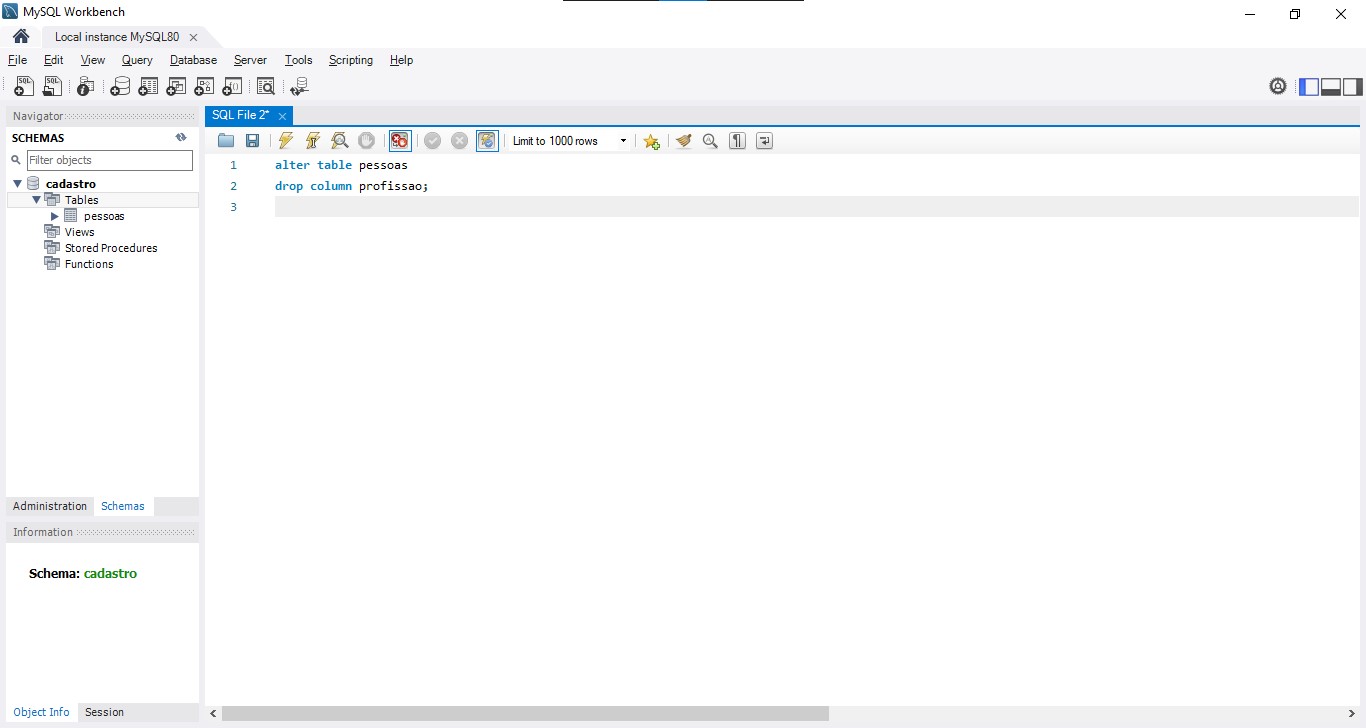 MySQL Workbench
Local instance MySQL80
File Edit View Query Database Server Tools Scripting Help
Navigator
SQL File 2*
SCHEMAS
Limit to 1000 rows
Filter objects
1 alter table pessoas
2 drop column profissao;
3
cadastro
Tables
pessoas
Views
Stored Procedures
Functions
Administration Schemas
Information
Schema: cadastro
Object Info Session